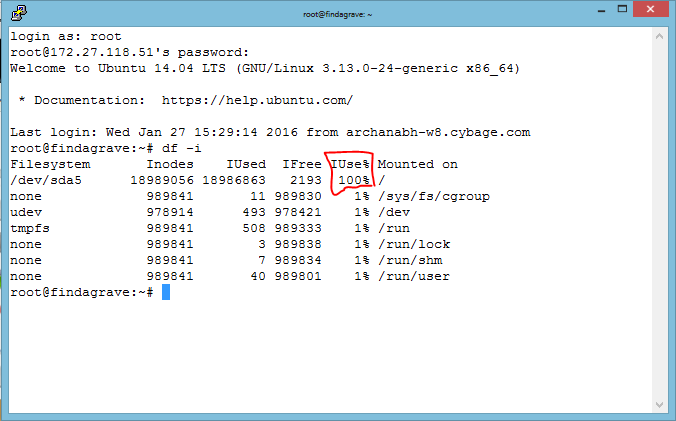 root@findagrave: ~
login as: root
root@172.27.118.51's password:
Welcome to Ubuntu 14.04 LTS (GNU/Linux 3.13.0-24-generic x86_64)
* Documentation:  https://help.ubuntu.com/
Last login: Wed Jan 27 15:29:14 2016 from archanabh-w8.cybage.com
root@findagrave:~# df -i
Filesystem       Inodes    IUsed  IFree IUse% Mounted on
/dev/sda5      18989056 18986863   2193  100% /
none             989841       11 989830    1% /sys/fs/cgroup
udev             978914      493 978421    1% /dev
tmpfs            989841      508 989333    1% /run
none             989841        3 989838    1% /run/lock
none             989841        7 989834    1% /run/shm
none             989841       40 989801    1% /run/user
root@findagrave:~#